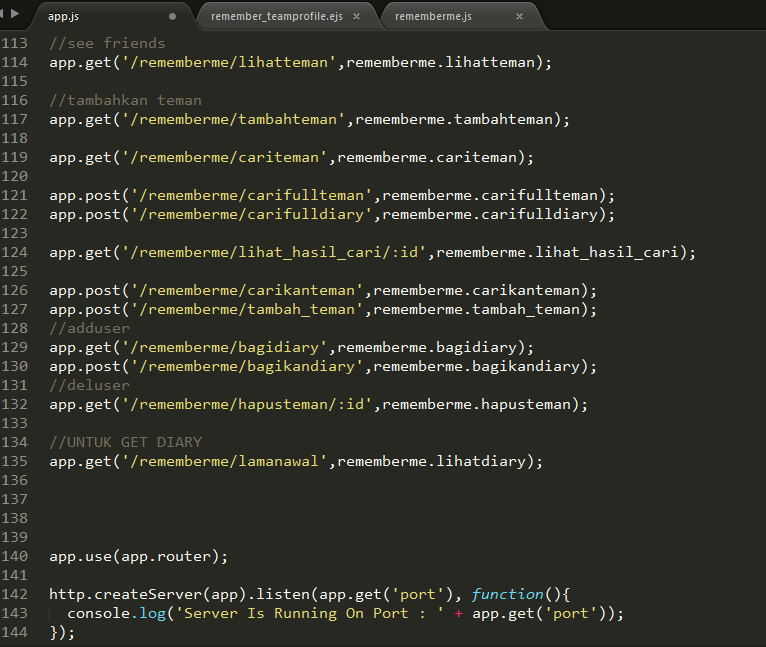 app.js
remember_teamprofile.ejs ×
rememberme.js ×
113 //see friends
114 app.get('/rememberme/lihatteman',rememberme.lihatteman);
115
116 //tambahkan teman
117 app.get('/rememberme/tambahteman',rememberme.tambahteman);
118
119 app.get('/rememberme/cariteman',rememberme.cariteman);
120
121 app.post('/rememberme/carifullteman',rememberme.carifullteman);
122 app.post('/rememberme/carifulldiary',rememberme.carifulldiary);
123
124 app.get('/rememberme/lihat_hasil_cari/:id',rememberme.lihat_hasil_cari);
125
126 app.post('/rememberme/carikanteman',rememberme.carikanteman);
127 app.post('/rememberme/tambah_teman',rememberme.tambah_teman);
128 //adduser
129 app.get('/rememberme/bagidiary',rememberme.bagidiary);
130 app.post('/rememberme/bagikandiary',rememberme.bagikandiary);
131 //deluser
132 app.get('/rememberme/hapusteman/:id',rememberme.hapusteman);
133
134 //UNTUK GET DIARY
135 app.get('/rememberme/lamanawal',rememberme.lihatdiary);
136
137
138
139
140 app.use(app.router);
141
142 http.createServer(app).listen(app.get('port'), function(){
143   console.log('Server Is Running On Port : ' + app.get('port'));
144 });